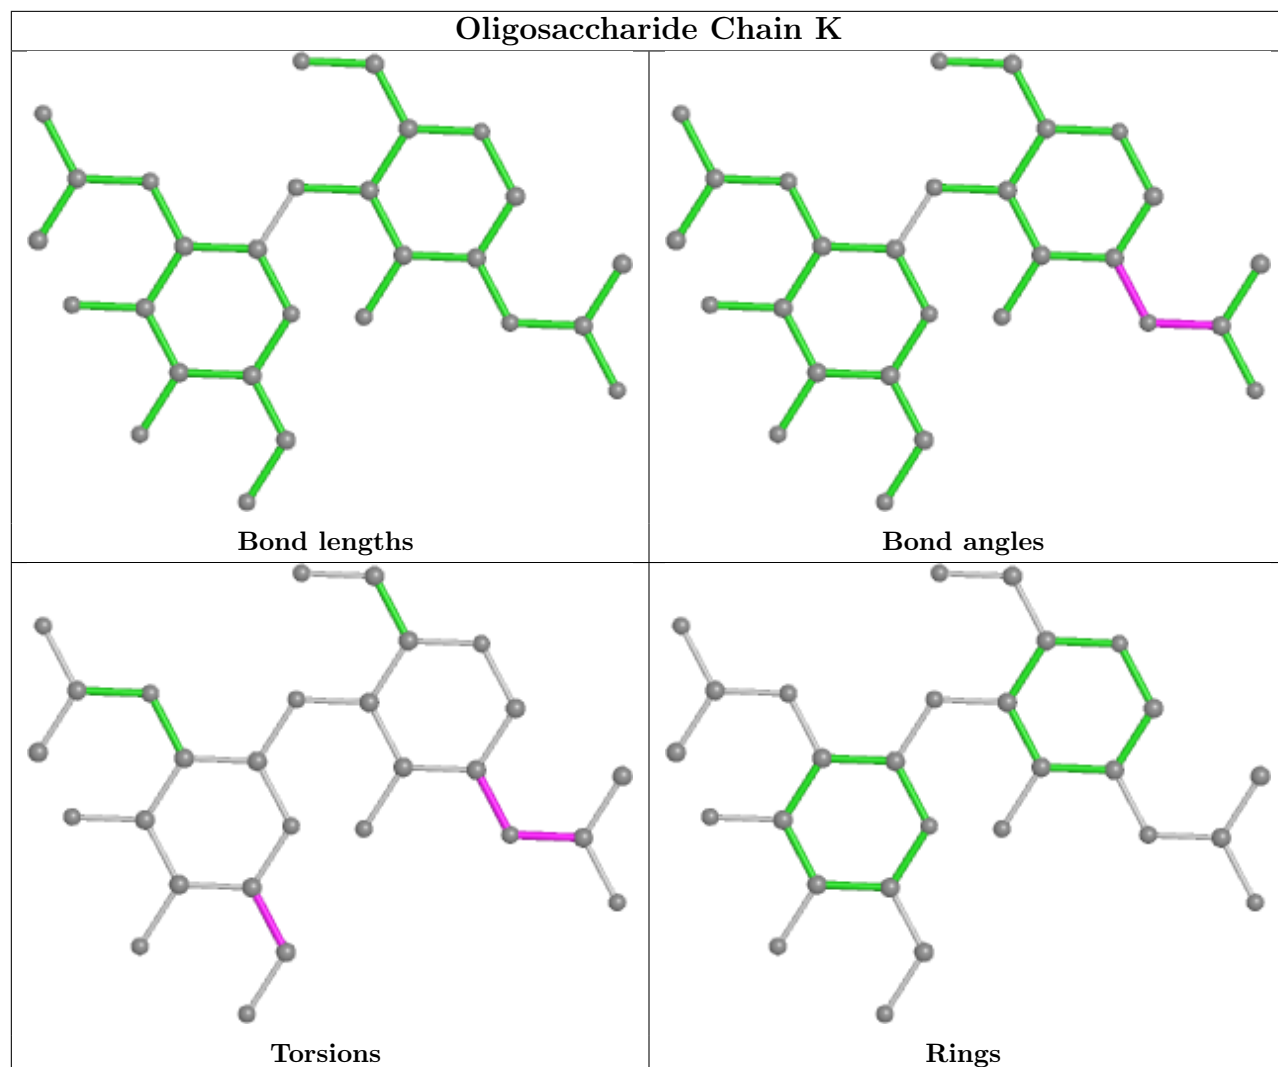 Oligosaccharide Chain K
Bond lengths
Bond angles
Torsions
Rings